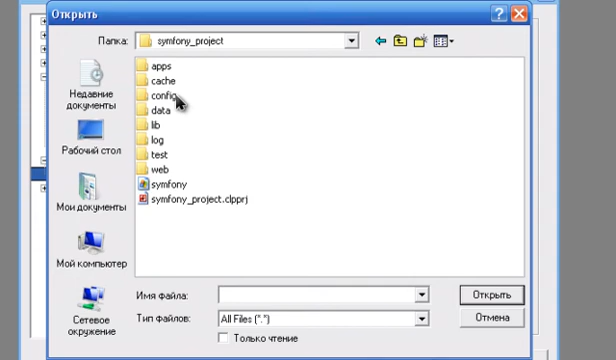 Открыть
Папка:
symfony_project
apps
cache
config
data
lib
log
test
web
symfony
symfony_project.clpprj
Недавние
документы
Рабочий стол
Мои документы
Мой компьютер
Сетевое
окружение
Имя файла:
Открыть
Тип файлов:
All Files (*.*)
Отмена
Только чтение